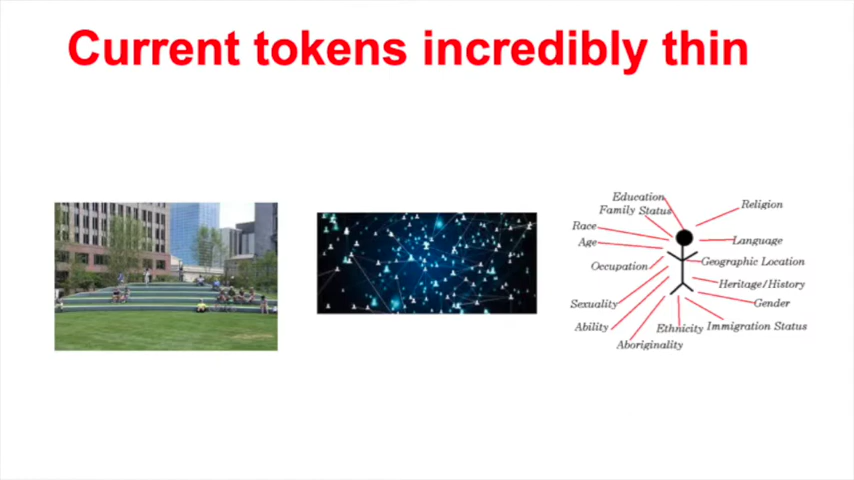 Current tokens incredibly thin
Education
Family Status
Religion
Race
Age
Language
Occupation
Geographic Location
Heritage/History
Sexuality
Gender
Ability
Ethnicity
Immigration Status
Aboriginality